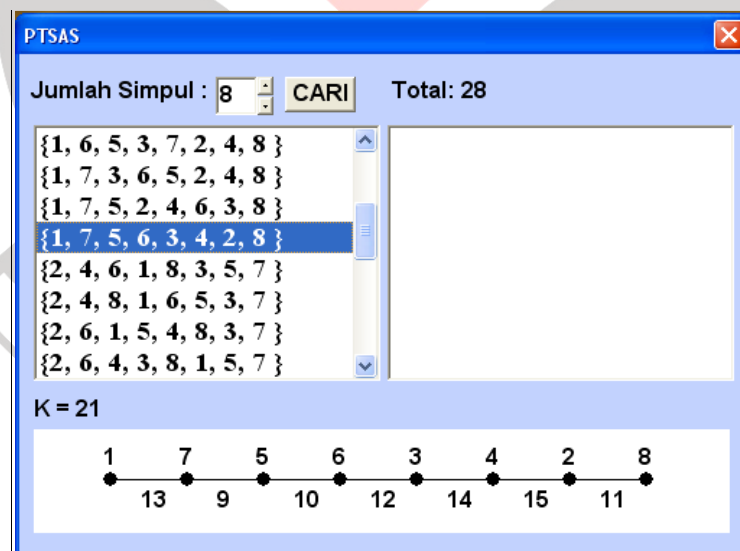 PTSAS
Jumlah Simpul : 8 CARI Total: 28
{1, 6, 5, 3, 7, 2, 4, 8 }
{1, 7, 3, 6, 5, 2, 4, 8 }
{1, 7, 5, 2, 4, 6, 3, 8 }
{1, 7, 5, 6, 3, 4, 2, 8 }
{2, 4, 6, 1, 8, 3, 5, 7 }
{2, 4, 8, 1, 6, 5, 3, 7 }
{2, 6, 1, 5, 4, 8, 3, 7 }
{2, 6, 4, 3, 8, 1, 5, 7 }
K = 21
1 7 5 6 3 4 2 8
13 9 10 12 14 15 11